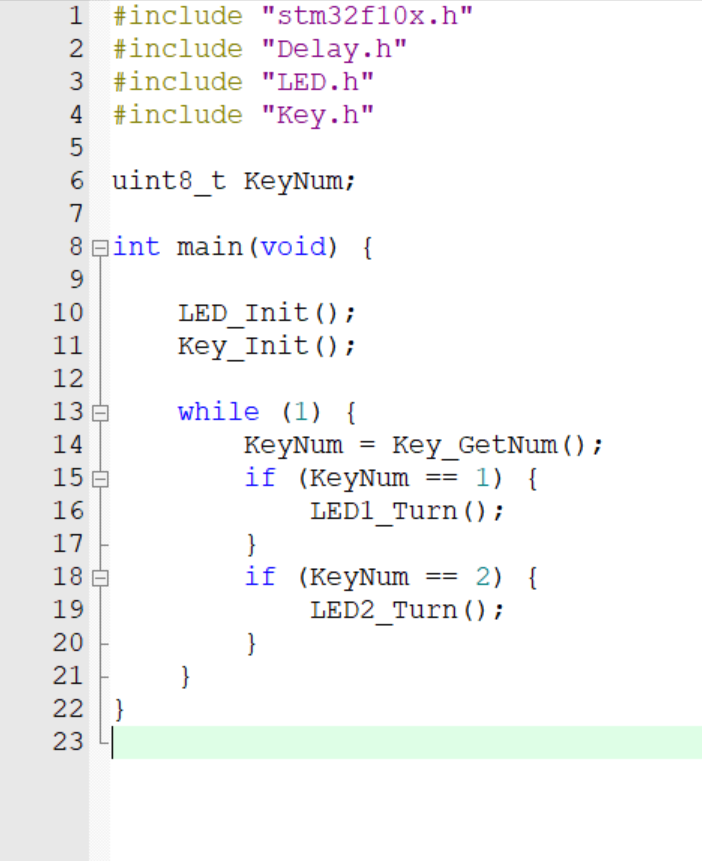 1 #include "stm32f10x.h"
2 #include "Delay.h"
3 #include "LED.h"
4 #include "Key.h"
5
6 uint8_t KeyNum;
7
8 int main(void) {
9
10     LED_Init();
11     Key_Init();
12
13     while (1) {
14         KeyNum = Key_GetNum();
15         if (KeyNum == 1) {
16             LED1_Turn();
17         }
18         if (KeyNum == 2) {
19             LED2_Turn();
20         }
21     }
22 }
23